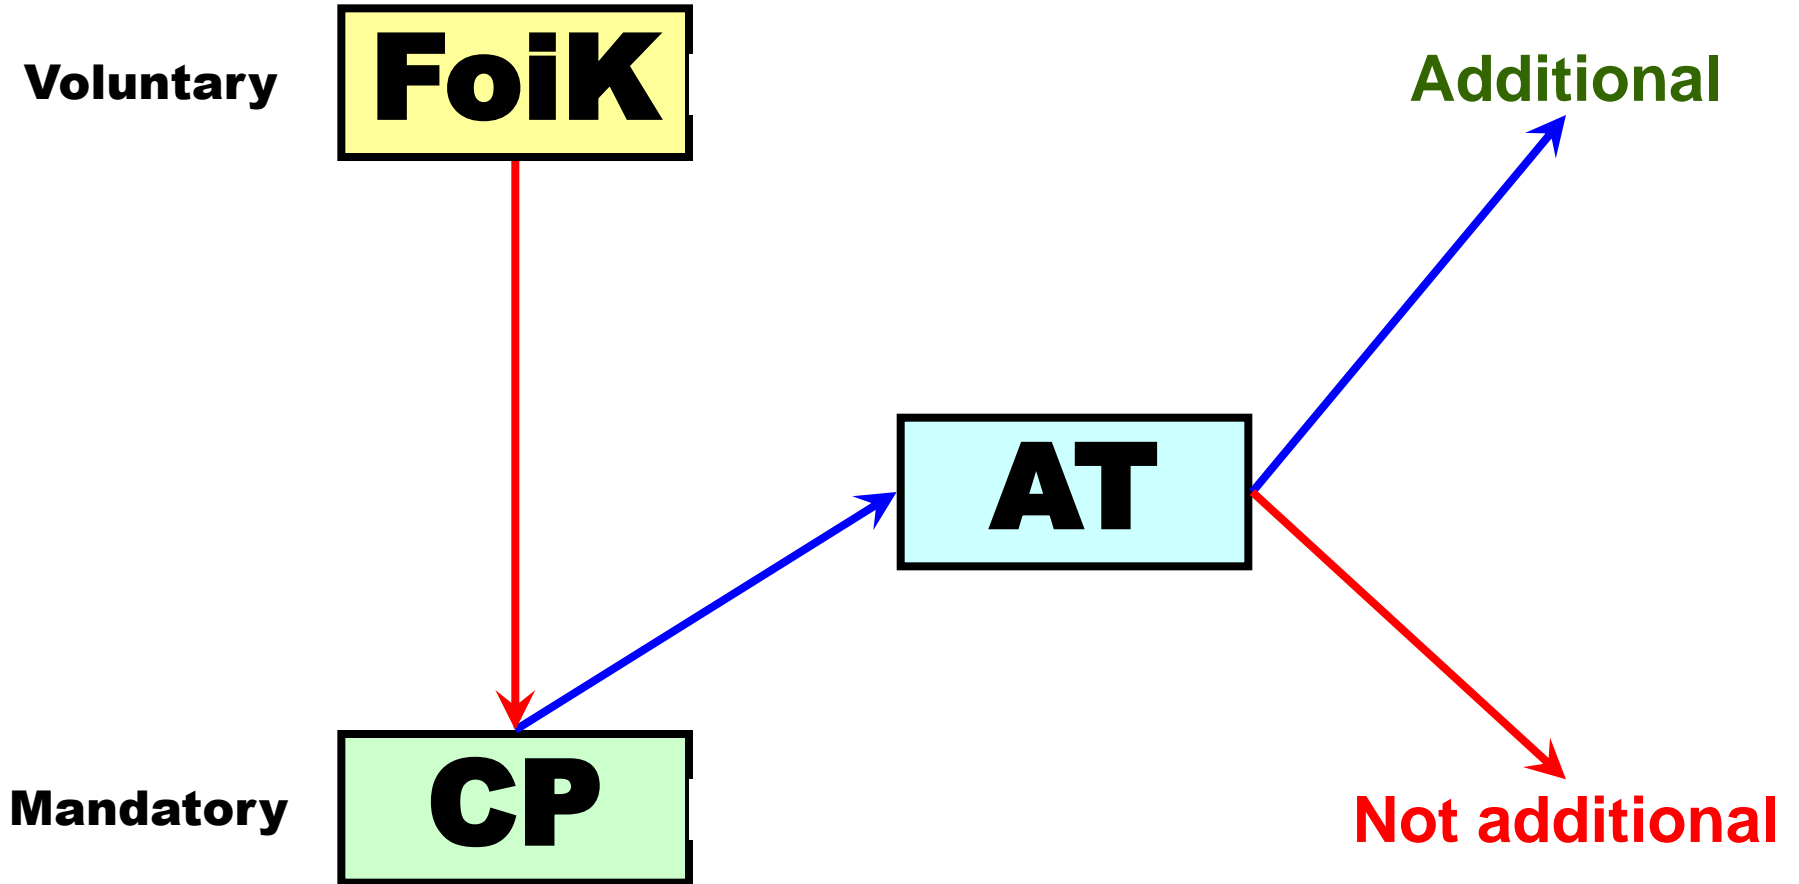 Voluntary
FoiK
Additional
AT
Mandatory
CP
Not additional